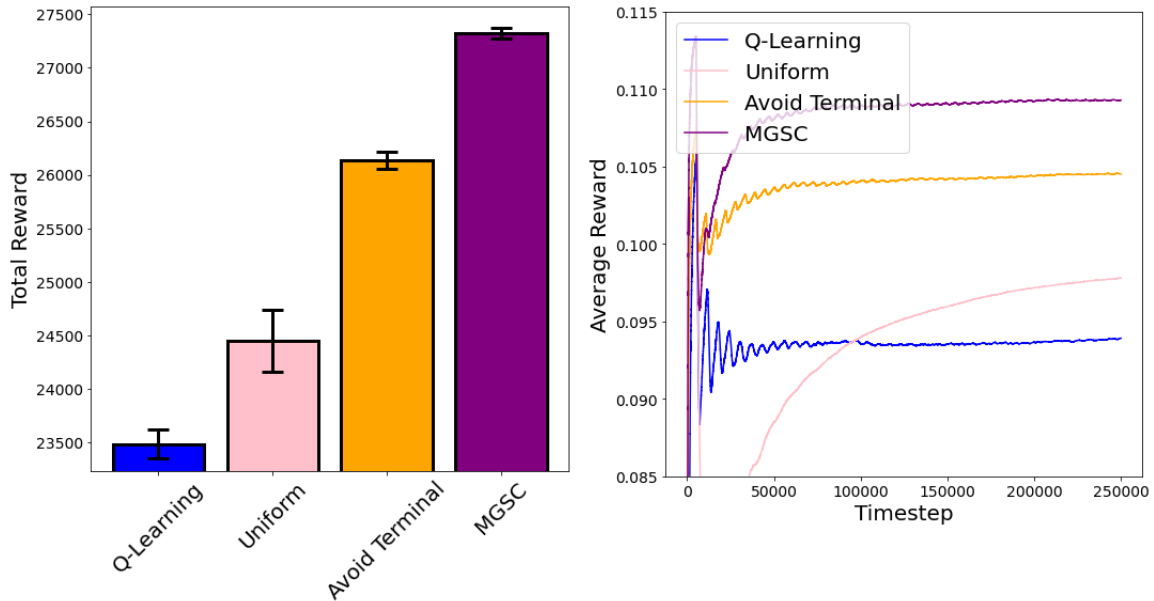 Total Reward
27500
27000
26500
26000
25500
25000
24500
24000
23500
Q-Learning
Uniform
Avoid Terminal
MGSC
Average Reward
0.115
0.110
0.105
0.100
0.095
0.090
0.085
Q-Learning
Uniform
Avoid Terminal
MGSC
0
50000
100000
150000
200000
250000
Timestep